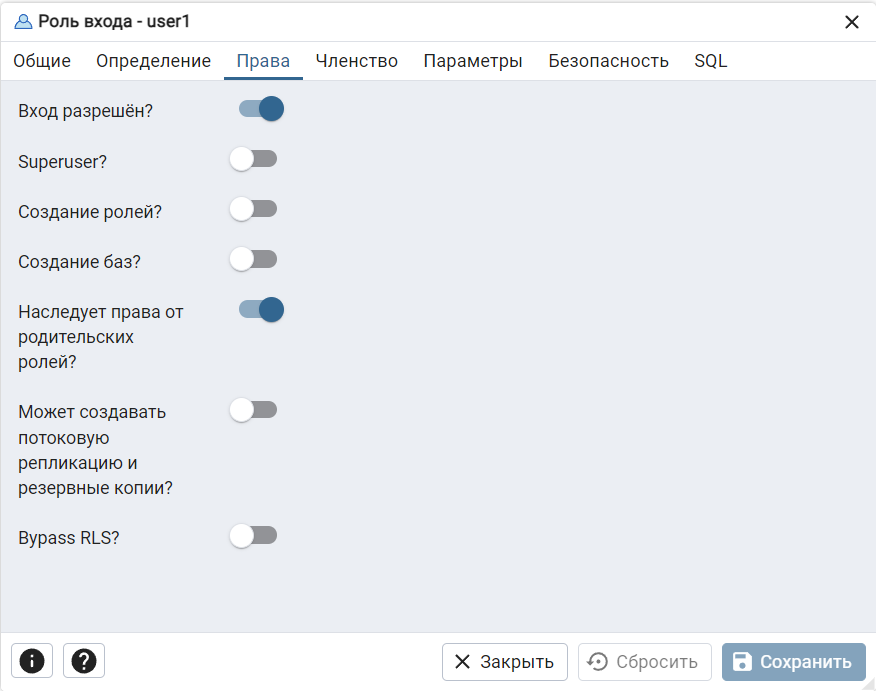 Роль входа - user1
Общие Определение Права Членство Параметры Безопасность SQL
Вход разрешён?
Superuser?
Создание ролей?
Создание баз?
Наследует права от
родительских
ролей?
Может создавать
потоковую
репликацию и
резервные копии?
Bypass RLS?
Закрыть Сбросить Сохранить